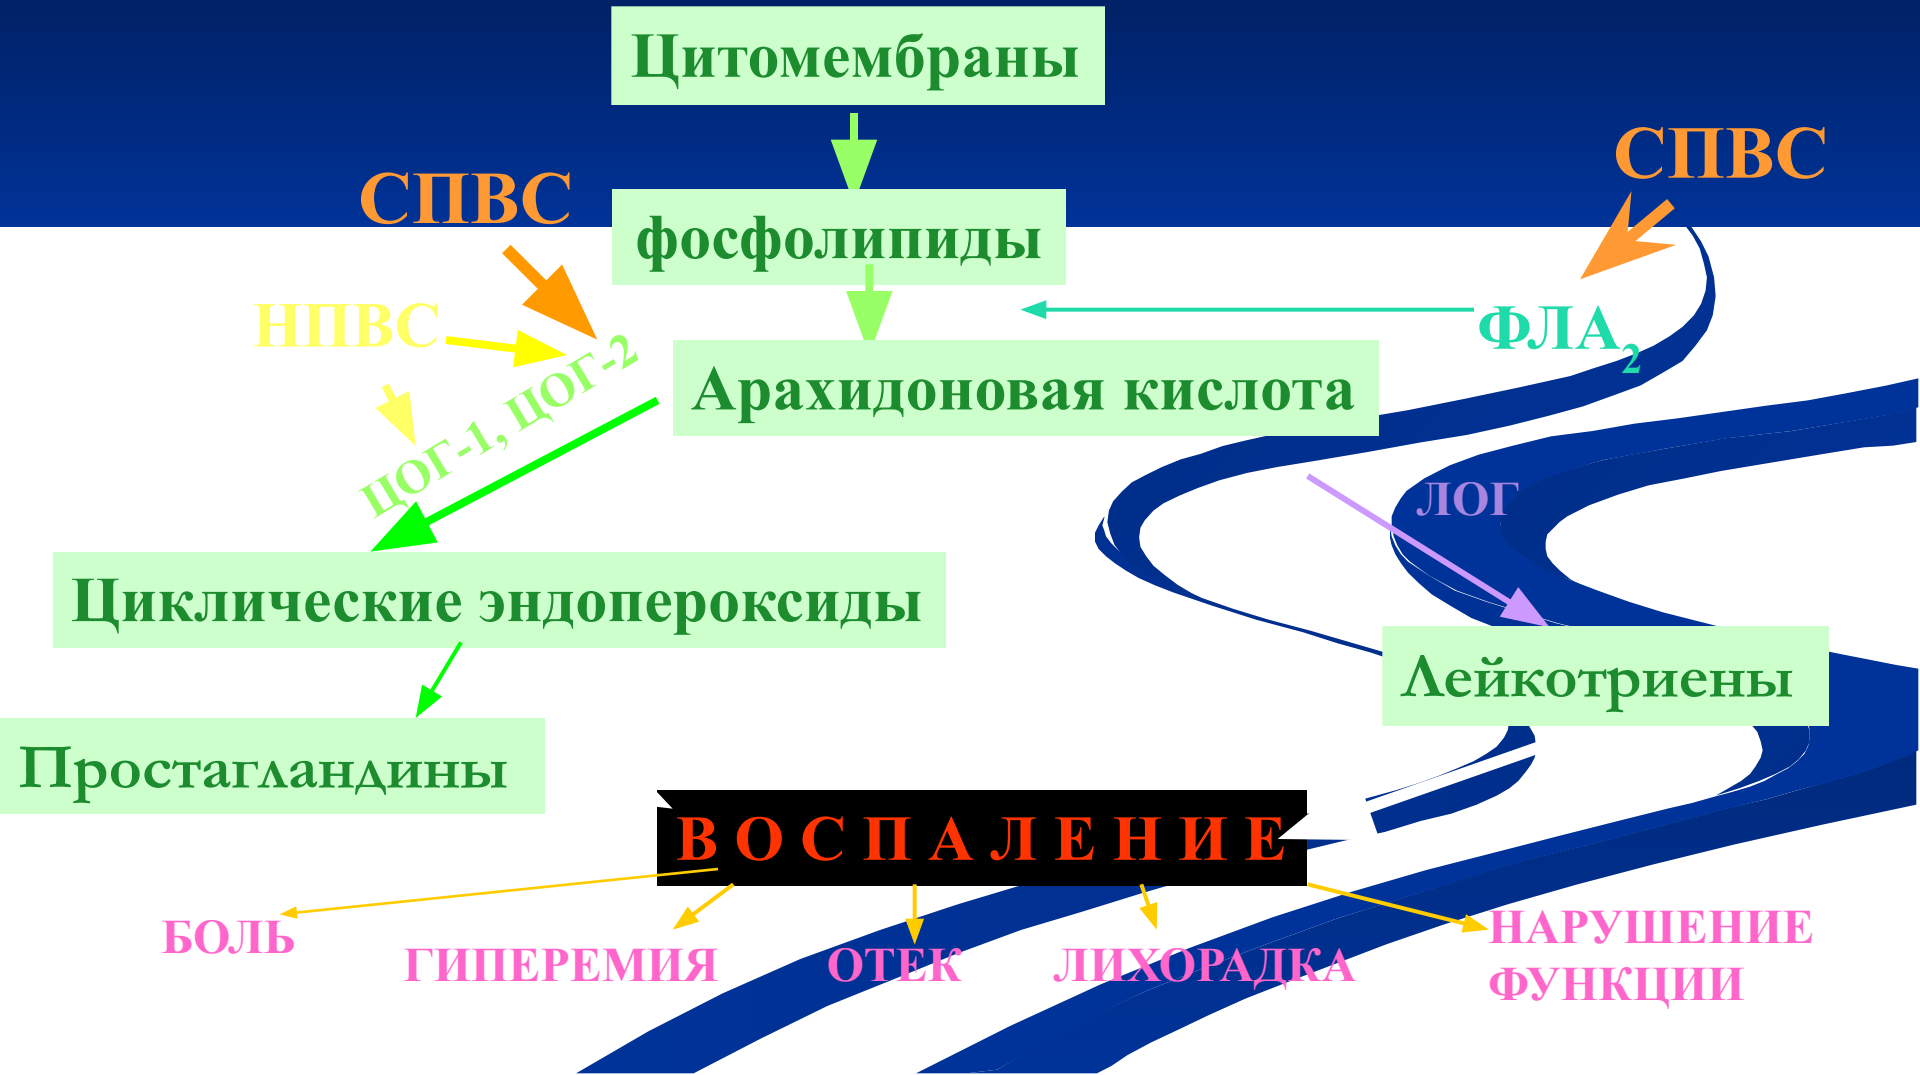 Цитомембраны
СПВС
СПВС
фосфолипиды
НПВС
ФЛА2
ЦОГ-1, ЦОГ-2
Арахидоновая кислота
ЛОГ
Циклические эндопероксиды
Лейкотриены
Простагландины
В О С П А Л Е Н И Е
БОЛЬ
ГИПЕРЕМИЯ
ОТЕК
ЛИХОРАДКА
НАРУШЕНИЕ
ФУНКЦИИ